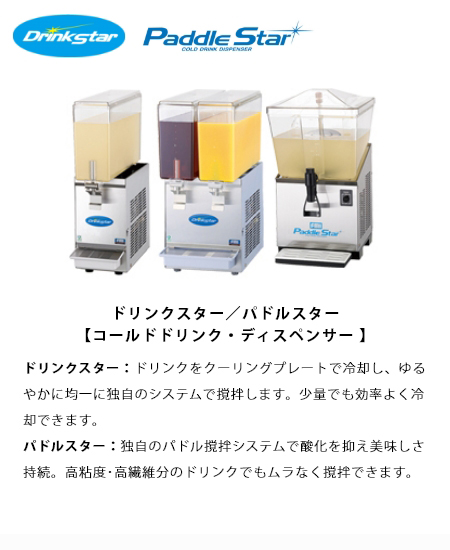 Drinkstar
Paddle Star
COLD DRINK DISPENSER
Drinkstar
Paddle Star
ドリンクスター／パドルスター
【コールドドリンク・ディスペンサー 】
ドリンクスター：ドリンクをクーリングプレートで冷却し、ゆる
やかに均一に独自のシステムで撹拌します。少量でも効率よく冷
却できます。
パドルスター：独自のパドル撹拌システムで酸化を抑え美味しさ
持続。高粘度･高繊維分のドリンクでもムラなく撹拌できます。